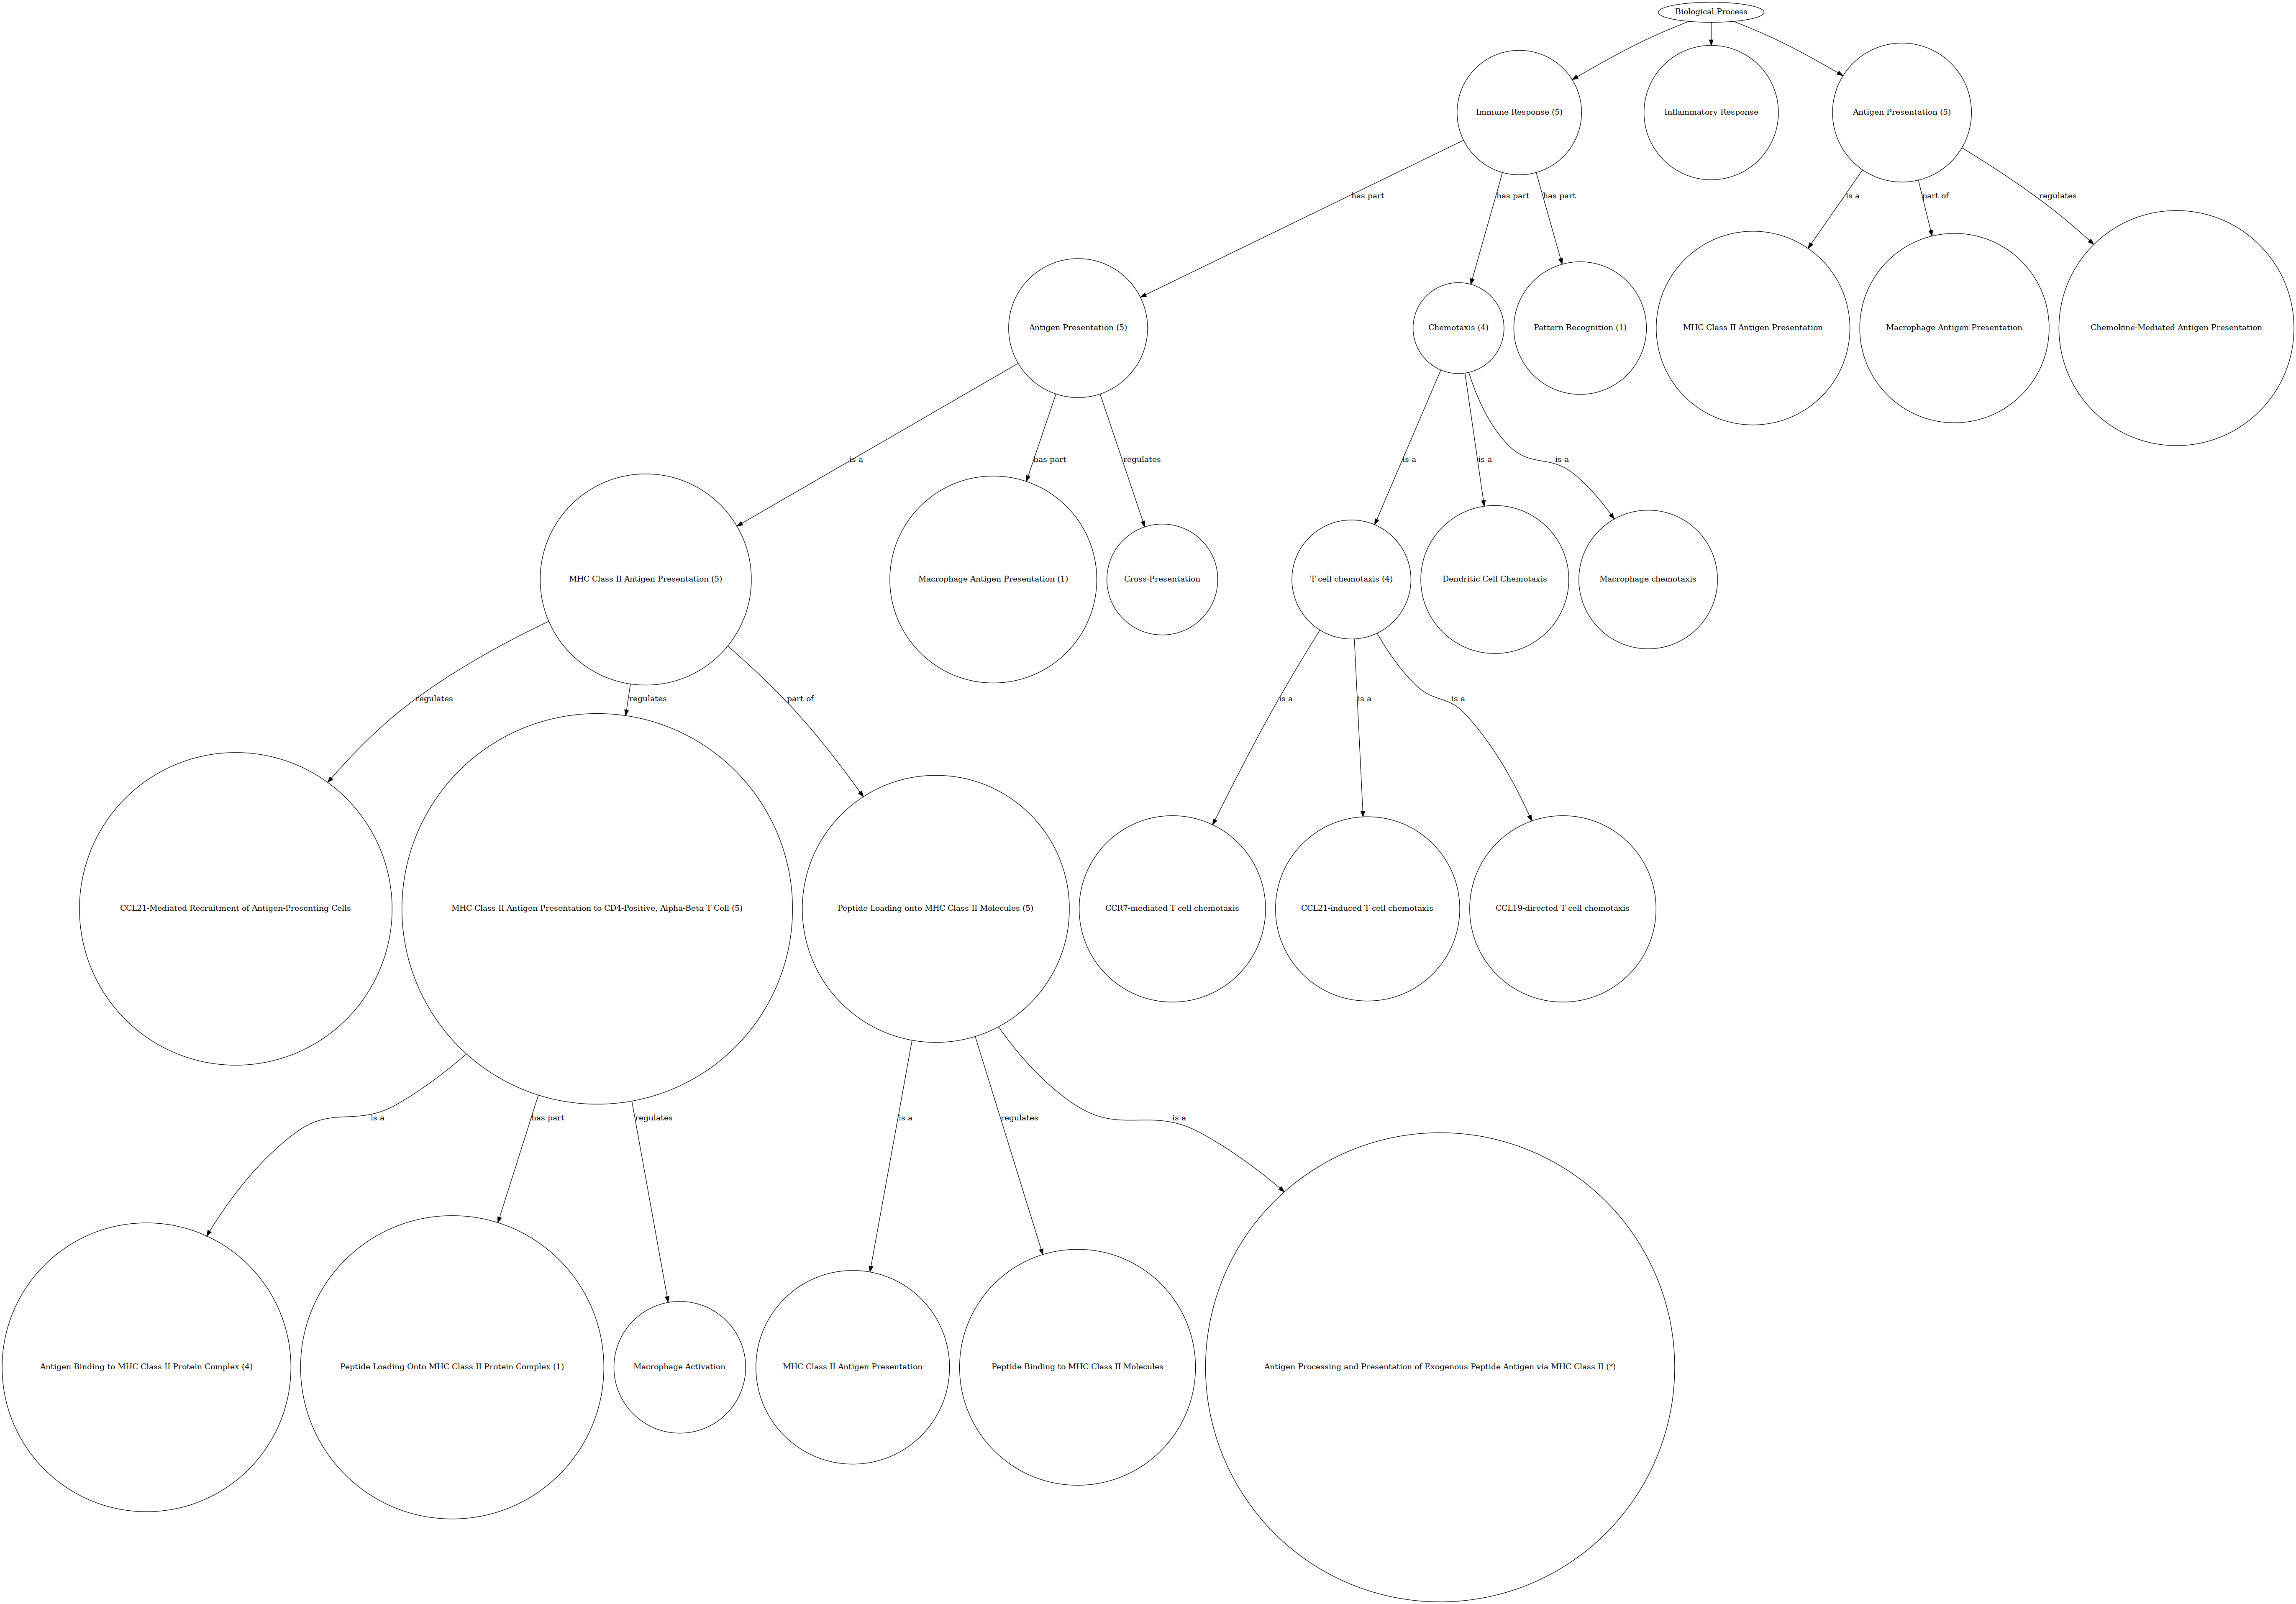 Biological Process
Immune Response (5)
Inflammatory Response
Antigen Presentation (5)
has part
has part
has part
is a
part of
regulates
Antigen Presentation (5)
Chemotaxis (4)
Pattern Recognition (1)
MHC Class II Antigen Presentation
Macrophage Antigen Presentation
Chemokine-Mediated Antigen Presentation
is a
has part
regulates
is a
is a
is a
MHC Class II Antigen Presentation (5)
Macrophage Antigen Presentation (1)
Cross-Presentation
T cell chemotaxis (4)
Dendritic Cell Chemotaxis
Macrophage chemotaxis
regulates
regulates
part of
is a
is a
is a
CCL21-Mediated Recruitment of Antigen-Presenting Cells
MHC Class II Antigen Presentation to CD4-Positive, Alpha-Beta T Cell (5)
Peptide Loading onto MHC Class II Molecules (5)
CCR7-mediated T cell chemotaxis
CCL21-induced T cell chemotaxis
CCL19-directed T cell chemotaxis
is a
has part
regulates
is a
regulates
is a
Antigen Binding to MHC Class II Protein Complex (4)
Peptide Loading Onto MHC Class II Protein Complex (1)
Macrophage Activation
MHC Class II Antigen Presentation
Peptide Binding to MHC Class II Molecules
Antigen Processing and Presentation of Exogenous Peptide Antigen via MHC Class II (*)